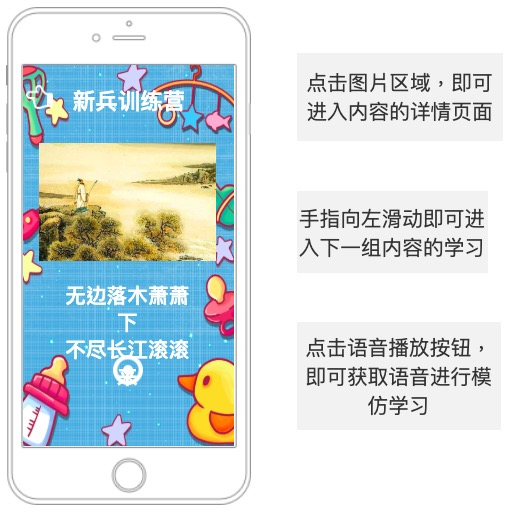 新兵训练营
无边落木萧萧
下
不尽长江滚滚
点击图片区域，即可
进入内容的详情页面
手指向左滑动即可进
入下一组内容的学习
点击语音播放按钮，
即可获取语音进行模
仿学习